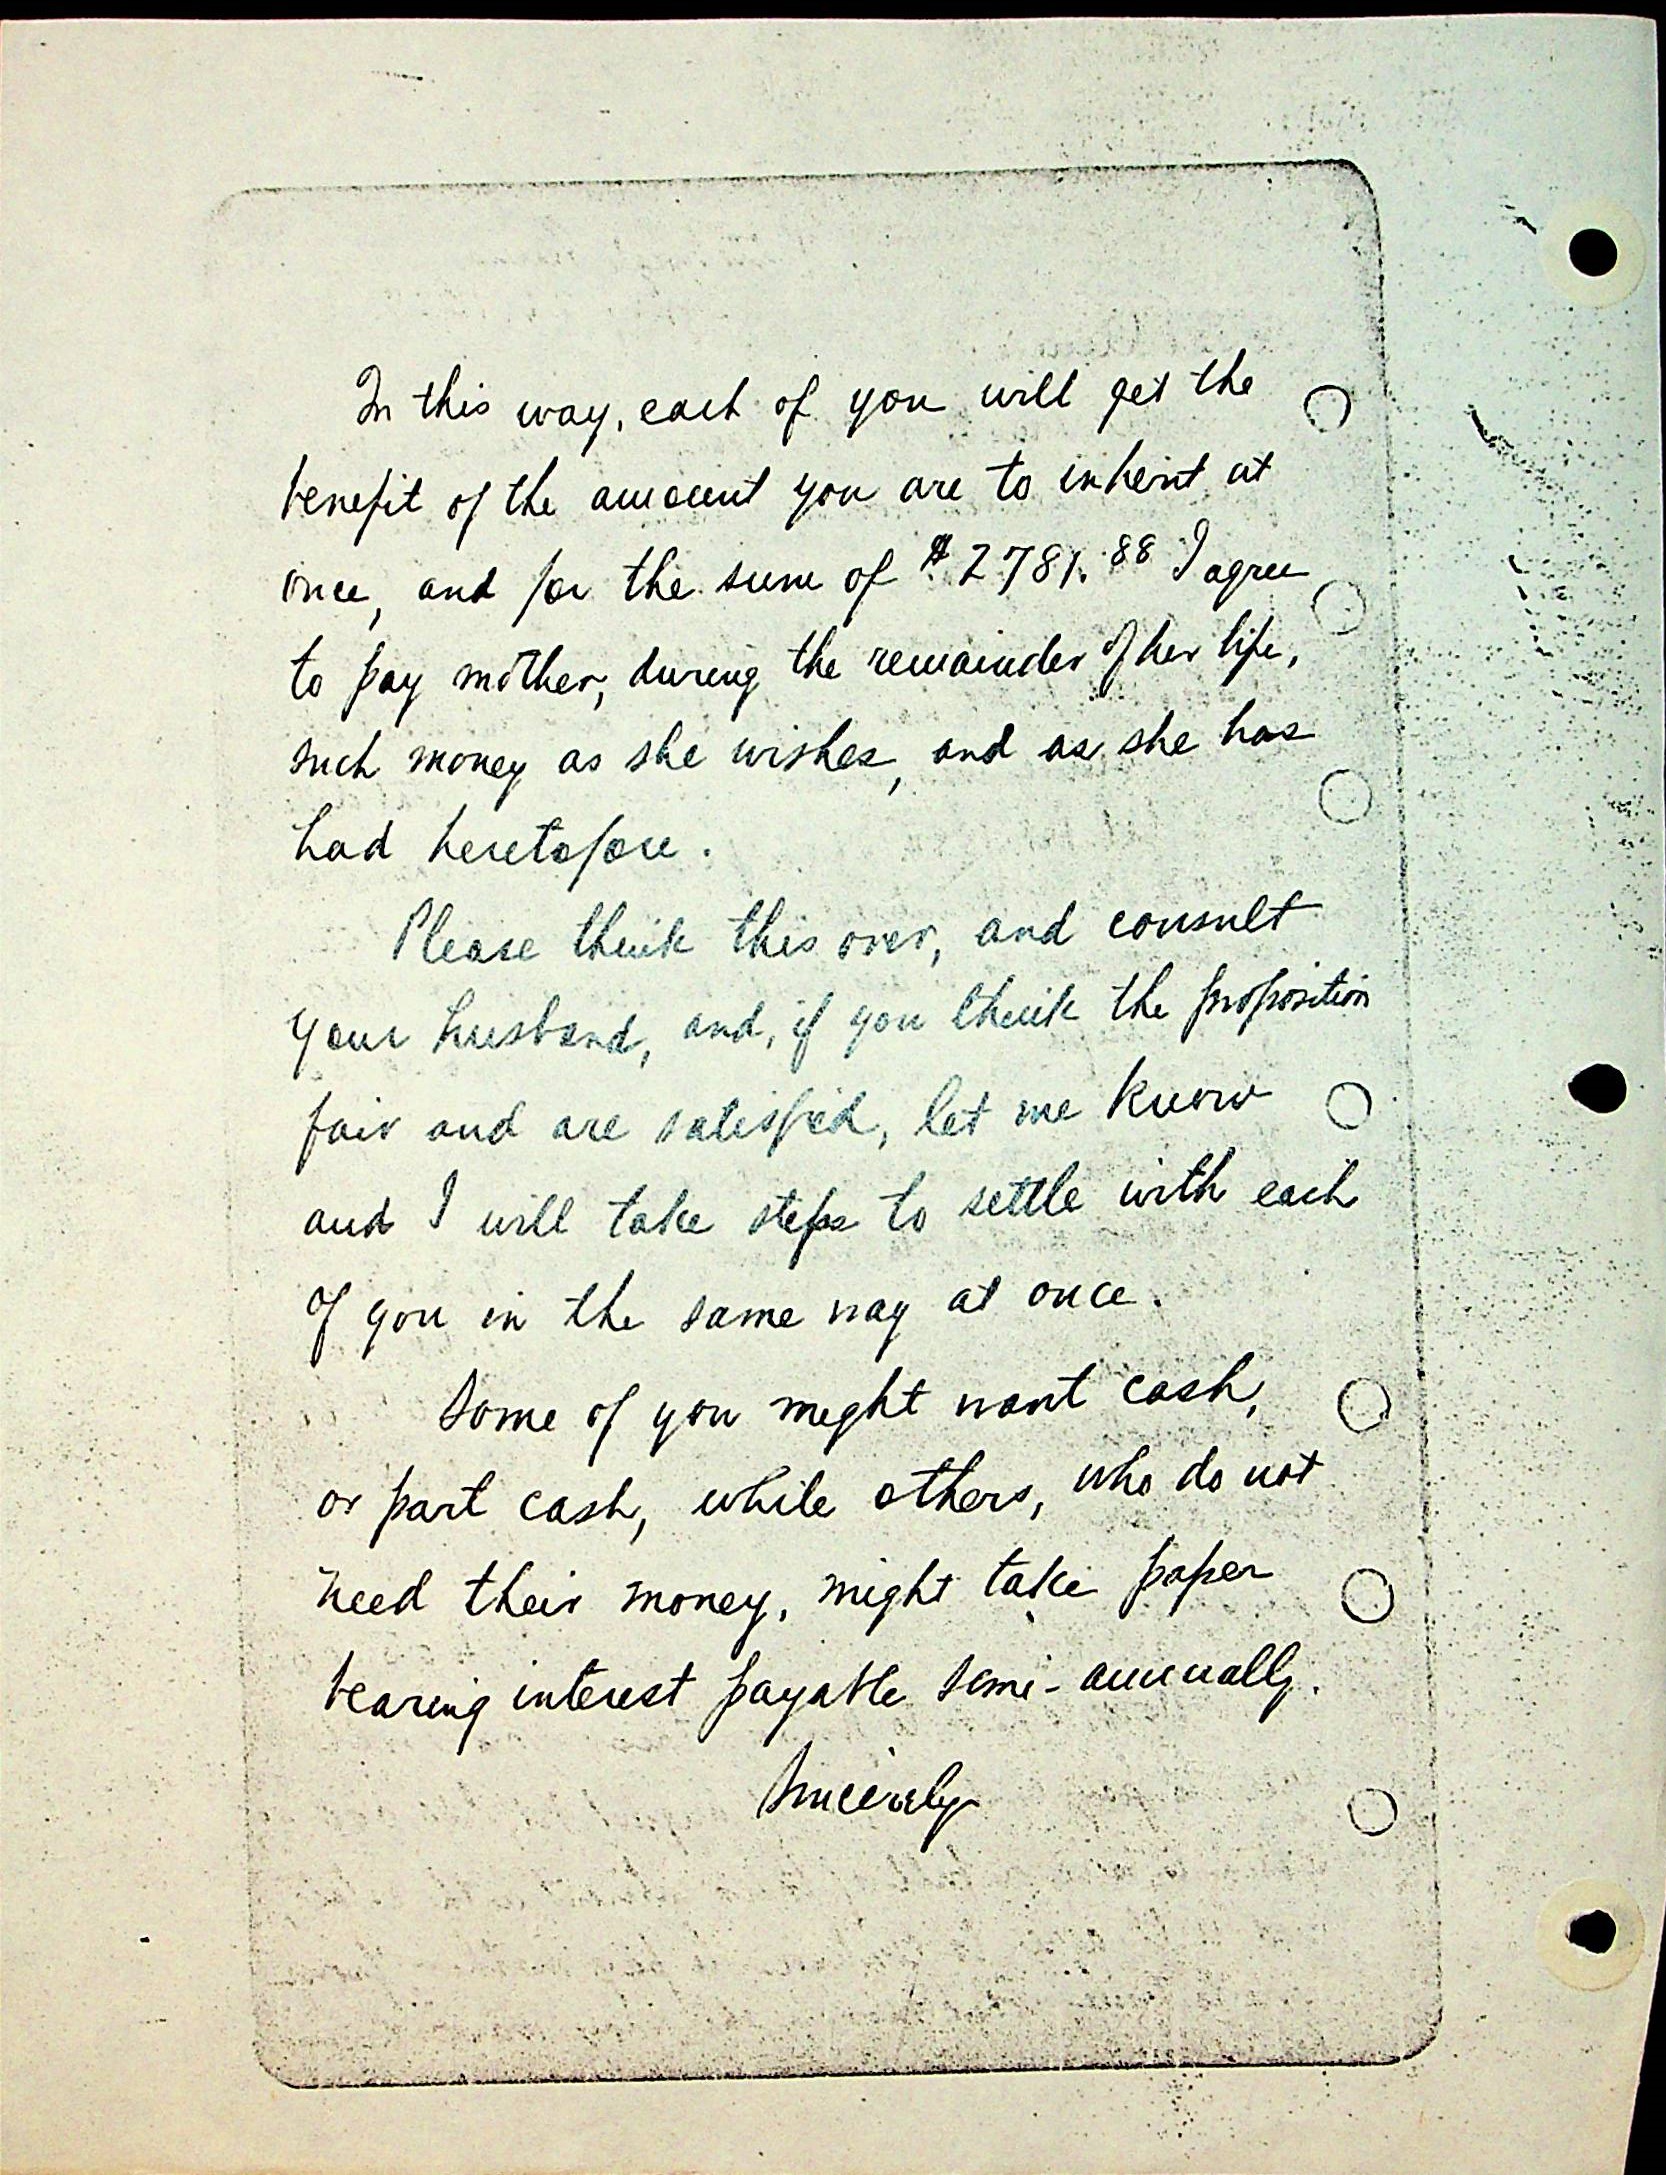 In this way, each of you will get the
benefit of the amount you are to inherit at
once, and for the sum of $2781.88 I agree
to pay mother, during the remainder of her life,
such money as she wishes, and as she has
had heretofore.
Please think this over, and consult
your husband, and, if you think the proposition
fair and are satisfied, let me know
and I will take steps to settle with each
of you in the same way at once.
Some of you might want cash,
or part cash, while others, who do not
need their money, might take paper
bearing interest payable semi-annually.
Sincerely